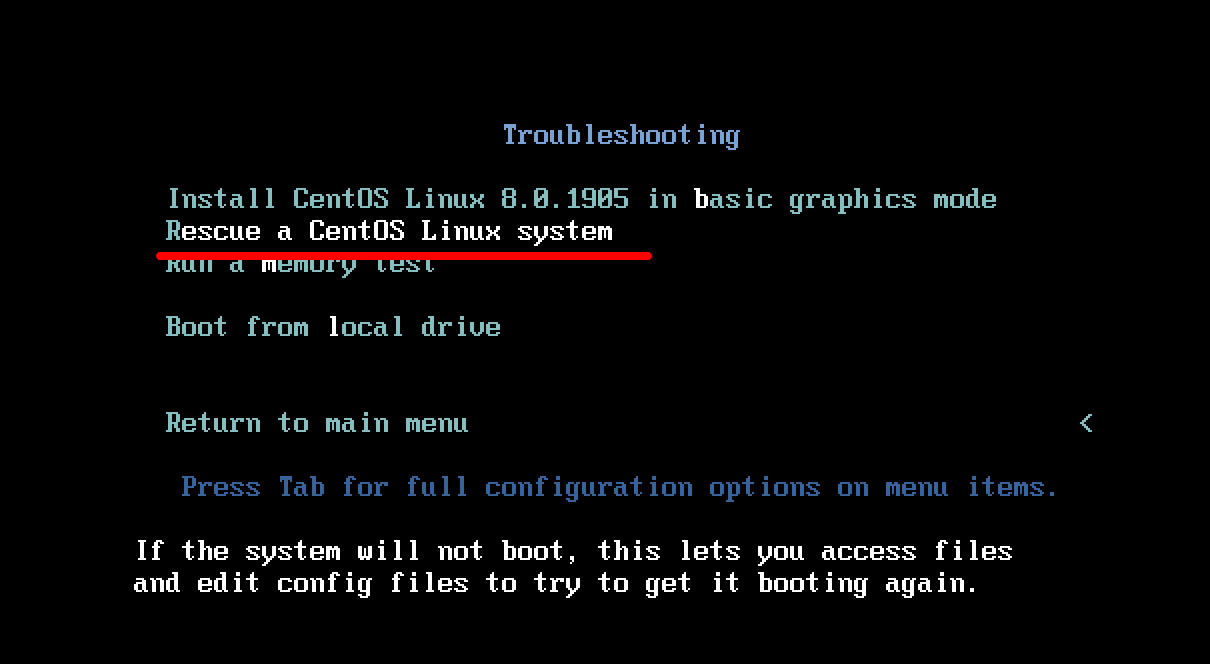 Troubleshooting
Install CentOS Linux 8.0.1905 in basic graphics mode
Rescue a CentOS Linux system
Run a memory test
Boot from local drive
Return to main menu <
Press Tab for full configuration options on menu items.
If the system will not boot, this lets you access files
and edit config files to try to get it booting again.